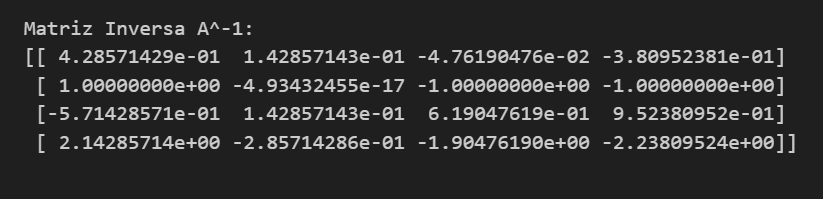 Matriz Inversa A^-1:
[[ 4.28571429e-01  1.42857143e-01 -4.76190476e-02 -3.80952381e-01]
 [ 1.00000000e+00 -4.93432455e-17 -1.00000000e+00 -1.00000000e+00]
 [-5.71428571e-01  1.42857143e-01  6.19047619e-01  9.52380952e-01]
 [ 2.14285714e+00 -2.85714286e-01 -1.90476190e+00 -2.23809524e+00]]